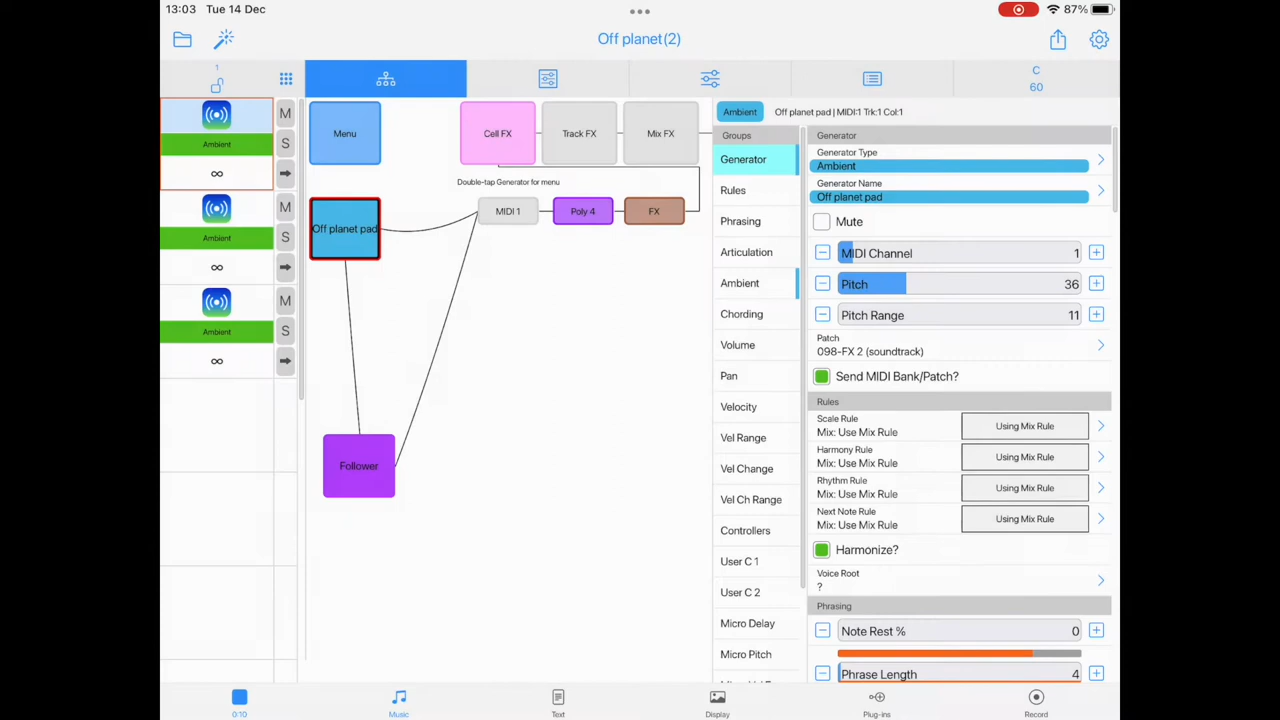 13:03 Tue 14 Dec
87%
Off planet(2)
1
C
60
M
Ambient
S
∞
M
Ambient
S
∞
M
Ambient
S
∞
Menu
Cell FX
Track FX
Mix FX
Double-tap Generator for menu
Off planet pad
MIDI 1
Poly 4
FX
Follower
Ambient
Off planet pad | MIDI:1 Trk:1 Col:1
Groups
Generator
Rules
Phrasing
Articulation
Ambient
Chording
Volume
Pan
Velocity
Vel Range
Vel Change
Vel Ch Range
Controllers
User C 1
User C 2
Micro Delay
Micro Pitch
Generator
Generator Type
Ambient
Generator Name
Off planet pad
Mute
MIDI Channel 1
Pitch 36
Pitch Range 11
Patch
098-FX 2 (soundtrack)
Send MIDI Bank/Patch?
Rules
Scale Rule
Mix: Use Mix Rule
Using Mix Rule
Harmony Rule
Mix: Use Mix Rule
Using Mix Rule
Rhythm Rule
Mix: Use Mix Rule
Using Mix Rule
Next Note Rule
Mix: Use Mix Rule
Using Mix Rule
Harmonize?
Voice Root
?
Phrasing
Note Rest % 0
Phrase Length 4
0:10
Music
Text
Display
Plug-ins
Record